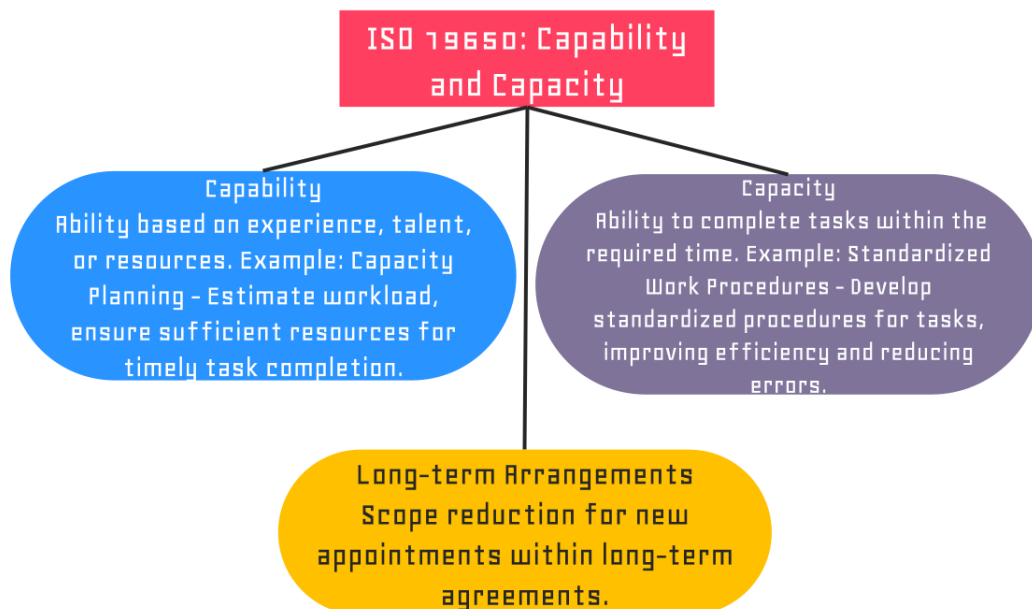 ISO 19650: Capability
and Capacity
Capability
Ability based on experience, talent,
or resources. Example: Capacity
Planning - Estimate workload,
ensure sufficient resources for
timely task completion.
Capacity
Ability to complete tasks within the
required time. Example: Standardized
Work Procedures - Develop
standardized procedures for tasks,
improving efficiency and reducing
errors.
Long-term Arrangements
Scope reduction for new
appointments within long-term
agreements.